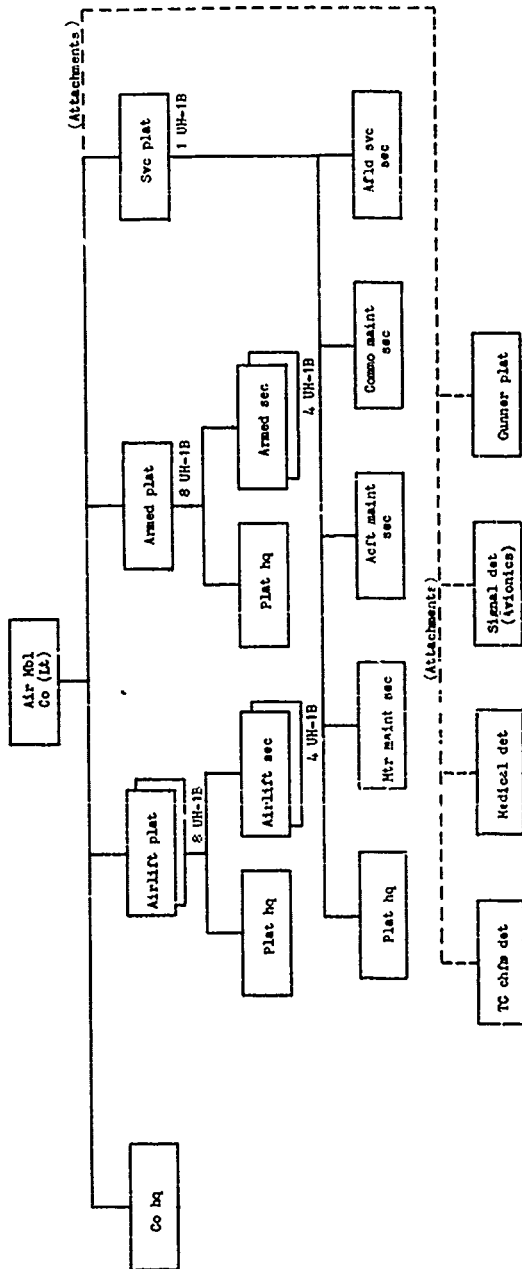 Air Mbl
Co (Lt)
(Attachments)
Co hq
Airlift plat
8 UH-1B
Armed plat
8 UH-1B
Svc plat
1 UH-1B
Plat hq
Airlift sec
4 UH-1B
Plat hq
Armed sec
4 UH-1B
Plat hq
Mtr maint sec
Acft maint
sec
Commo maint
sec
Afld svc
sec
(Attachments)
TC chfm det
Medical det
Signal det
(Avionics)
Gunner plat